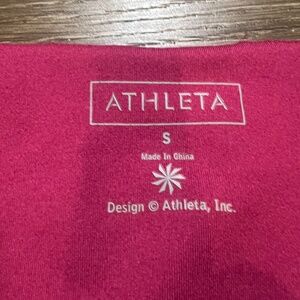 ATHLETA
S
Made In China
Design © Athleta, Inc.